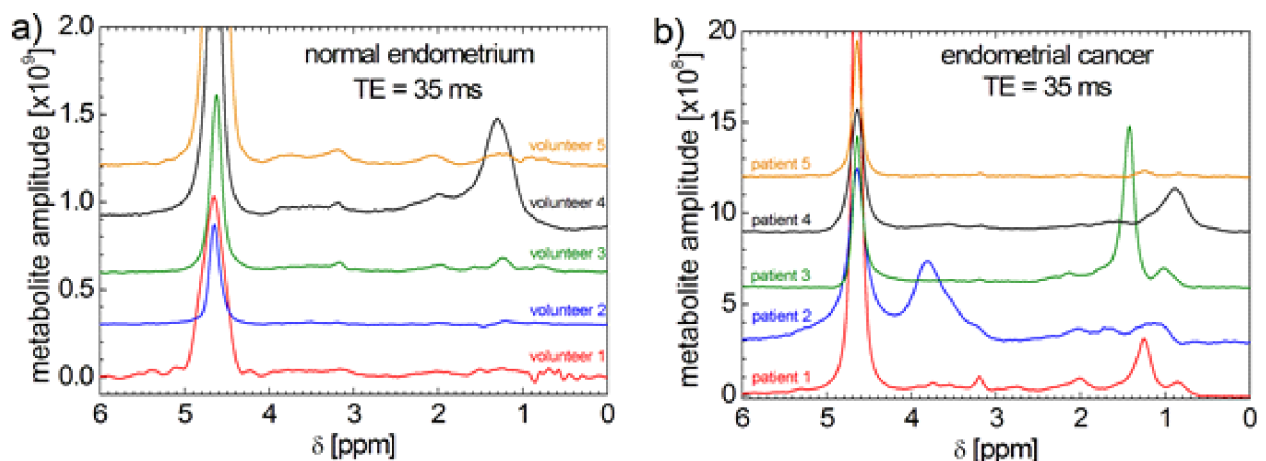 a)
normal endometrium
TE = 35 ms
metabolite amplitude [x10⁹]
2.0
1.5
1.0
0.5
0.0
volunteer 5
volunteer 4
volunteer 3
volunteer 2
volunteer 1
6 5 4 3 2 1 0
δ [ppm]
b)
endometrial cancer
TE = 35 ms
metabolite amplitude [x10⁸]
20
15
10
5
0
patient 5
patient 4
patient 3
patient 2
patient 1
6 5 4 3 2 1 0
δ [ppm]